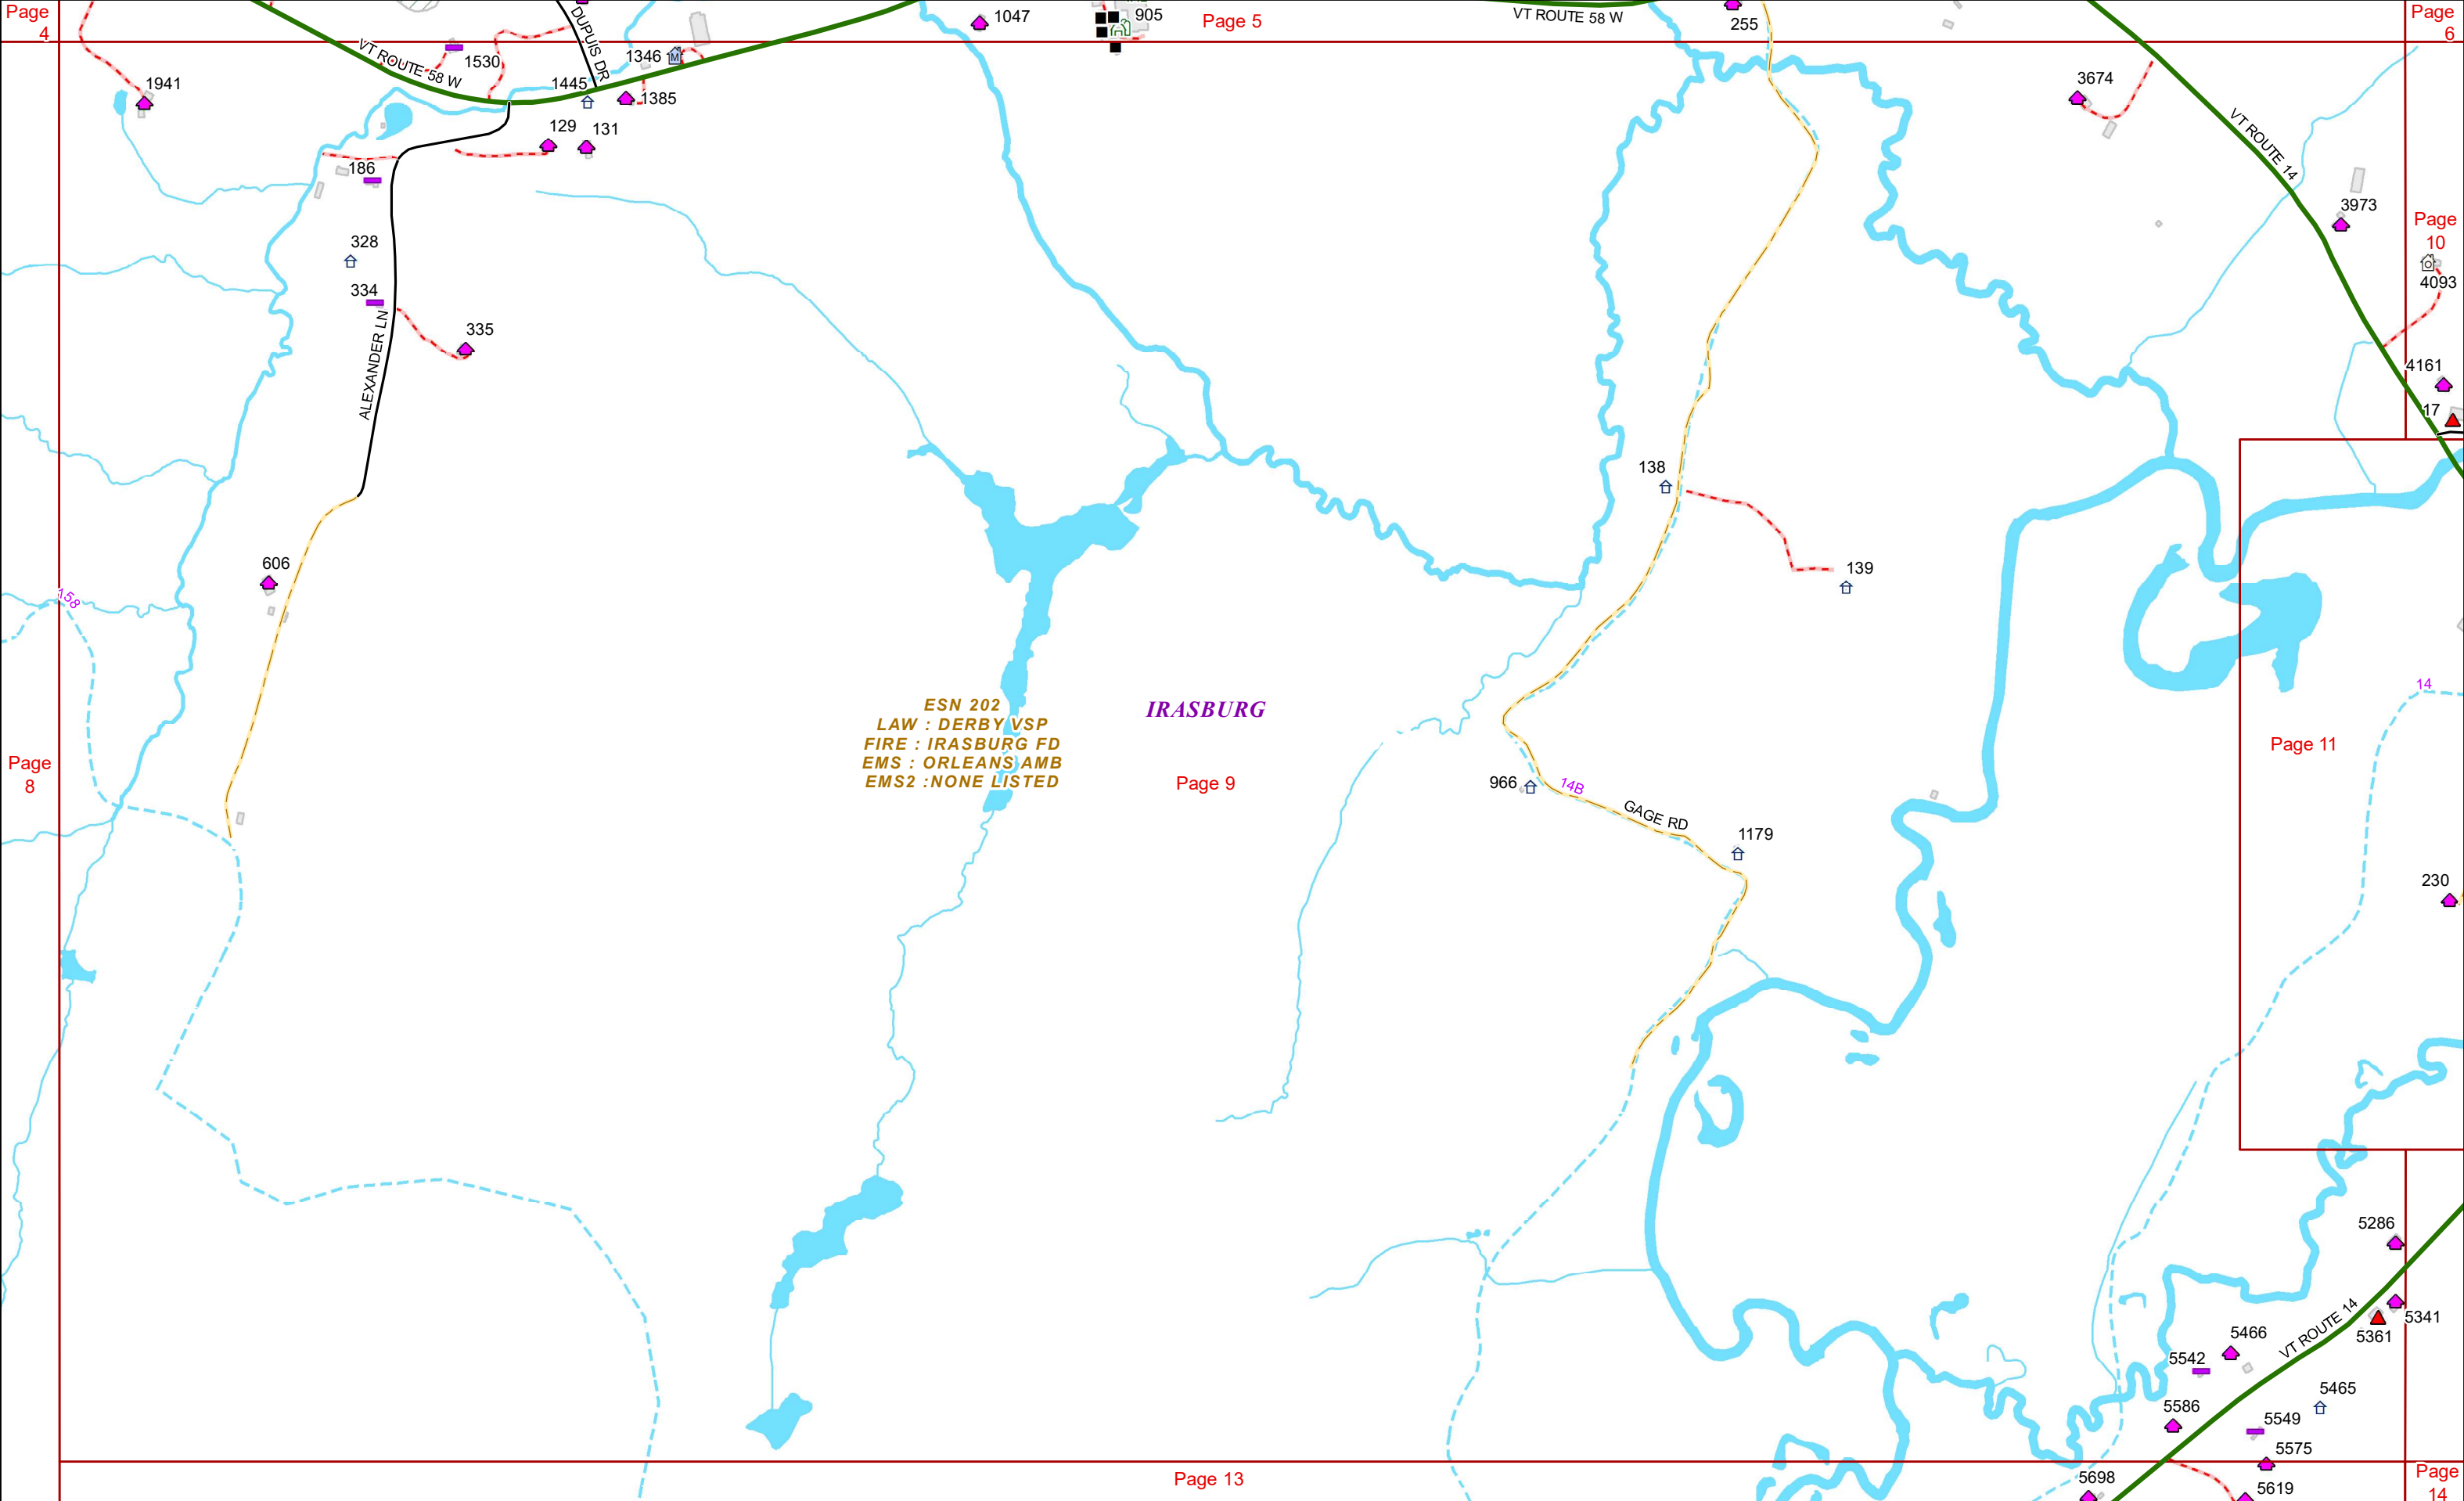 Page
4
1047
905
Page 5
VT ROUTE 58 W
255
Page
6
DUPUIS DR
VT ROUTE 58 W
1530
1346
1445
1385
1941
3674
129
131
VT ROUTE 14
186
3973
Page
10
328
4093
334
335
ALEXANDER LN
4161
17
138
606
139
158
14
ESN 202
LAW : DERBY VSP
FIRE : IRASBURG FD
EMS : ORLEANS AMB
EMS2 :NONE LISTED
IRASBURG
Page 11
Page
8
Page 9
966
14B
GAGE RD
1179
230
5286
5341
5361
VT ROUTE 14
5466
5542
5465
5586
5549
5575
Page 13
5698
5619
Page
14